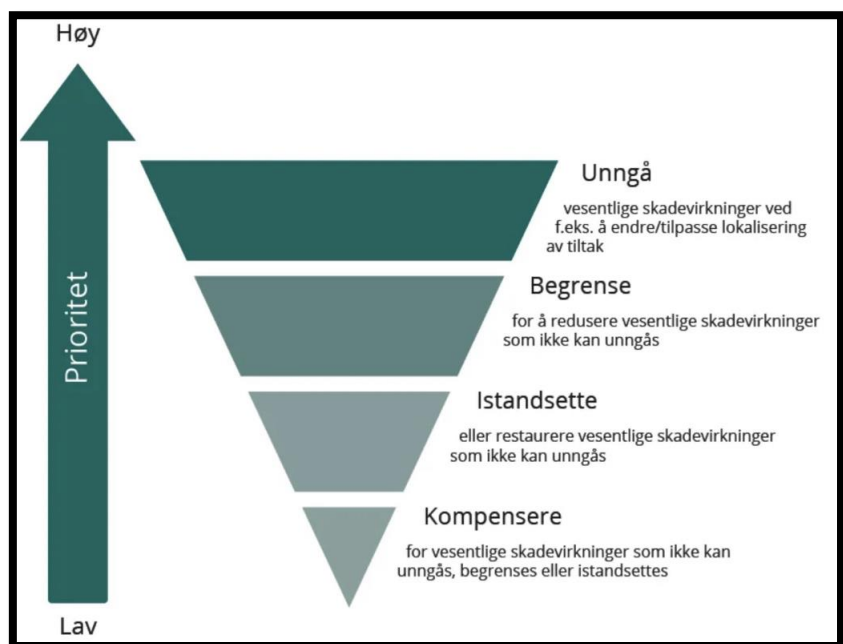 Høy
Prioritet
Unngå
vesentlige skadevirkninger ved
f.eks. å endre/tilpasse lokalisering
av tiltak
Begrense
for å redusere vesentlige skadevirkninger
som ikke kan unngås
Istandsette
eller restaurere vesentlige skadevirkninger
som ikke kan unngås
Kompensere
for vesentlige skadevirkninger som ikke kan
unngås, begrenses eller istandsettes
Lav